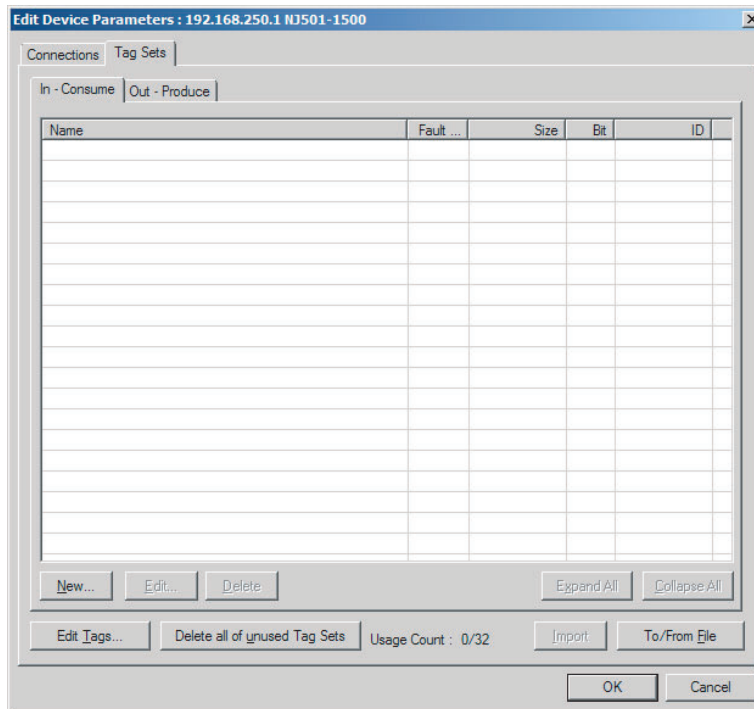 Edit Device Parameters : 192.168.250.1 NJ501-1500
Connections Tag Sets
In - Consume Out - Produce
Name Fault ... Size Bit ID
New... Edit... Delete Expand All Collapse All
Edit Tags... Delete all of unused Tag Sets Usage Count : 0/32 Import To/From File
OK Cancel